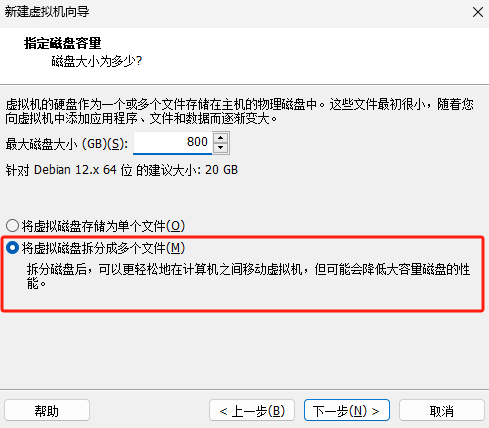 新建虚拟机向导
指定磁盘容量
磁盘大小为多少?
虚拟机的硬盘作为一个或多个文件存储在主机的物理磁盘中。这些文件最初很小，随着您
向虚拟机中添加应用程序、文件和数据而逐渐变大。
最大磁盘大小 (GB)(S): 800
针对 Debian 12.x 64 位 的建议大小: 20 GB
将虚拟磁盘存储为单个文件(O)
将虚拟磁盘拆分成多个文件(M)
拆分磁盘后，可以更轻松地在计算机之间移动虚拟机，但可能会降低大容量磁盘的性
能。
帮助 < 上一步(B) 下一步(N) > 取消